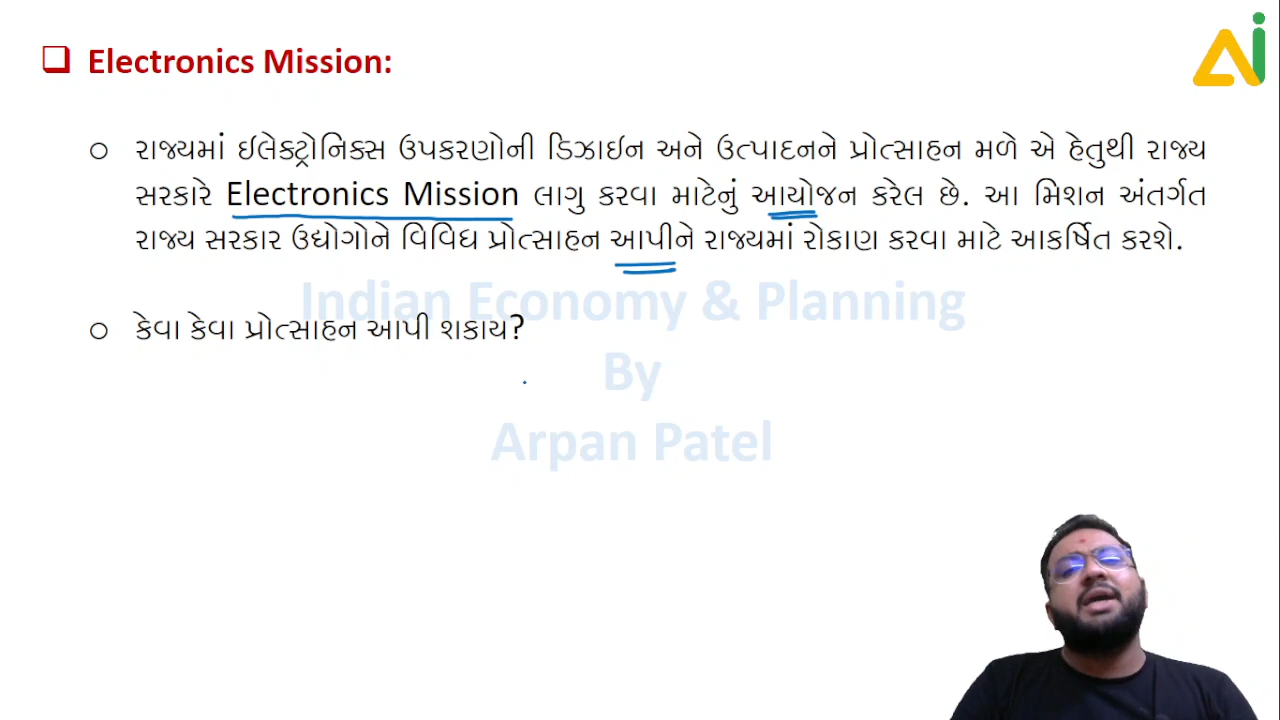 Electronics Mission:
રાજ્યમાં ઈલેક્ટ્રોનિક્સ ઉપકરણોની ડિઝાઈન અને ઉત્પાદનને પ્રોત્સાહન મળે એ હેતુથી રાજ્ય
સરકારે Electronics Mission લાગુ કરવા માટેનું આયોજન કરેલ છે. આ મિશન અંતર્ગત
રાજ્ય સરકાર ઉદ્યોગોને વિવિધ પ્રોત્સાહન આપીને રાજ્યમાં રોકાણ કરવા માટે આકર્ષિત કરશે.
Indian Economy & Planning
કેવા કેવા પ્રોત્સાહન આપી શકાય?
By
Arpan Patel